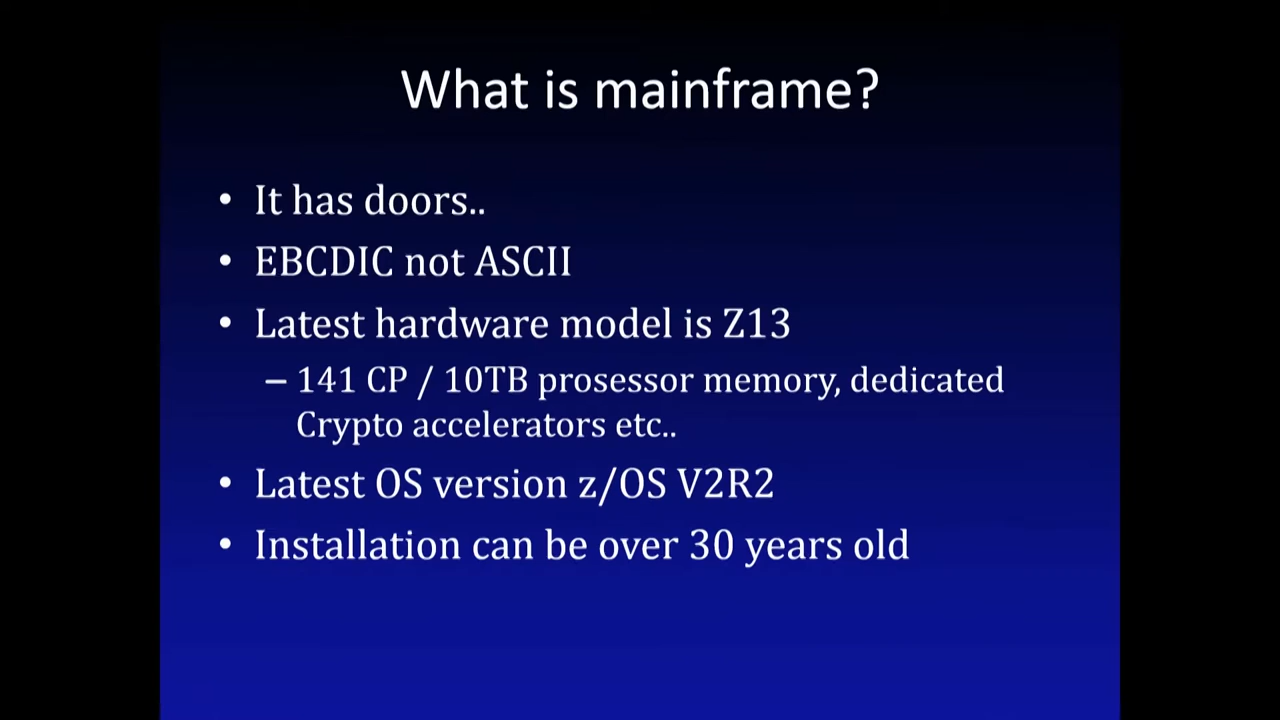 What is mainframe?
• It has doors..
• EBCDIC not ASCII
• Latest hardware model is Z13
– 141 CP / 10TB prosessor memory, dedicated
Crypto accelerators etc..
• Latest OS version z/OS V2R2
• Installation can be over 30 years old